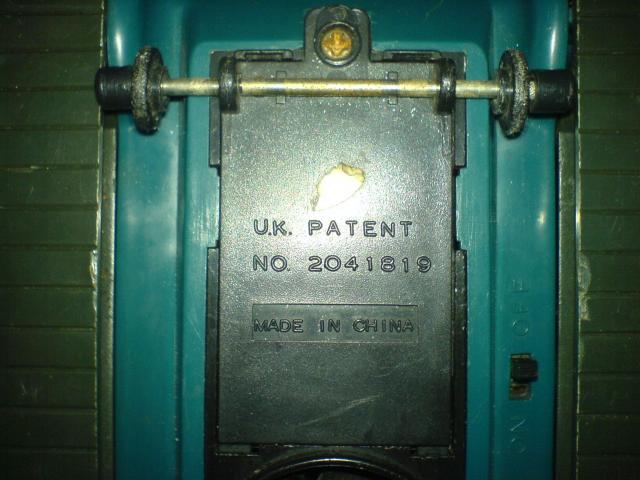 U.K. PATENT
NO. 2041819
MADE IN CHINA
OFF
ON